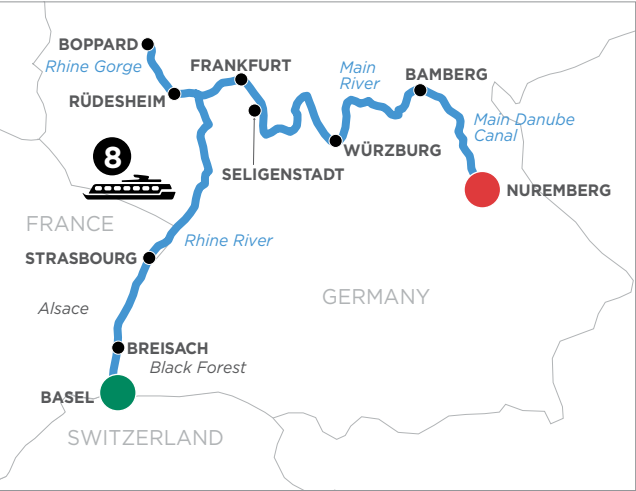 BOPPARD
Rhine Gorge
FRANKFURT
Main
River
BAMBERG
RÜDESHEIM
Main Danube
Canal
8
WÜRZBURG
SELIGENSTADT
NUREMBERG
FRANCE
Rhine River
STRASBOURG
GERMANY
Alsace
BREISACH
Black Forest
BASEL
SWITZERLAND